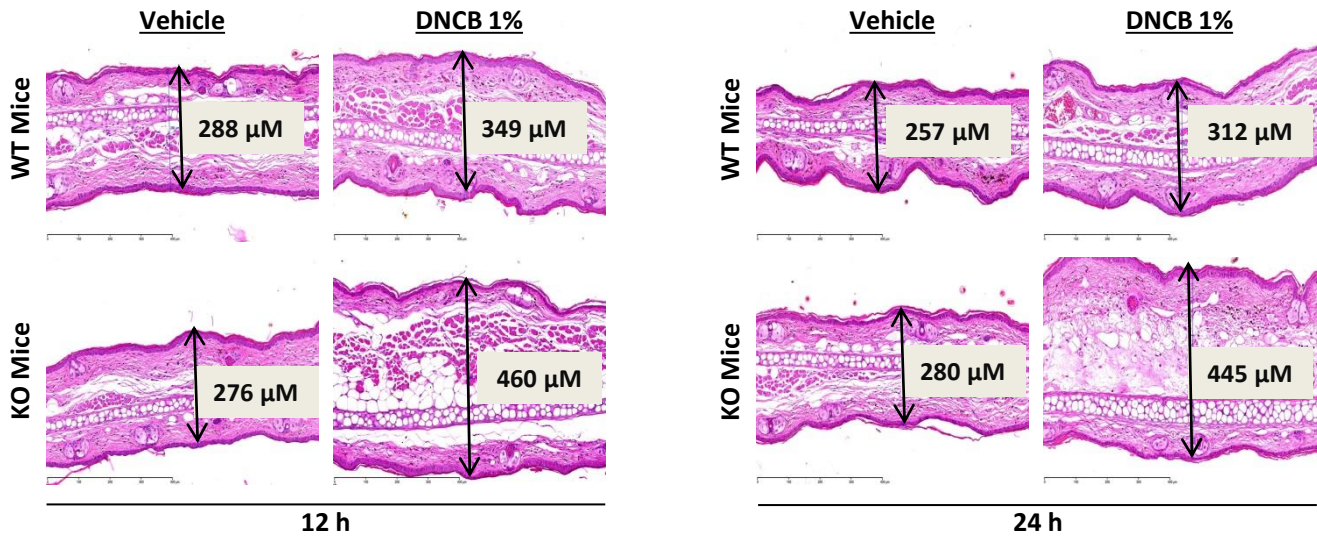 Vehicle DNCB 1% Vehicle DNCB 1%
WT Mice
288 µM 349 µM 257 µM 312 µM
KO Mice
276 µM 460 µM 280 µM 445 µM
12 h 24 h